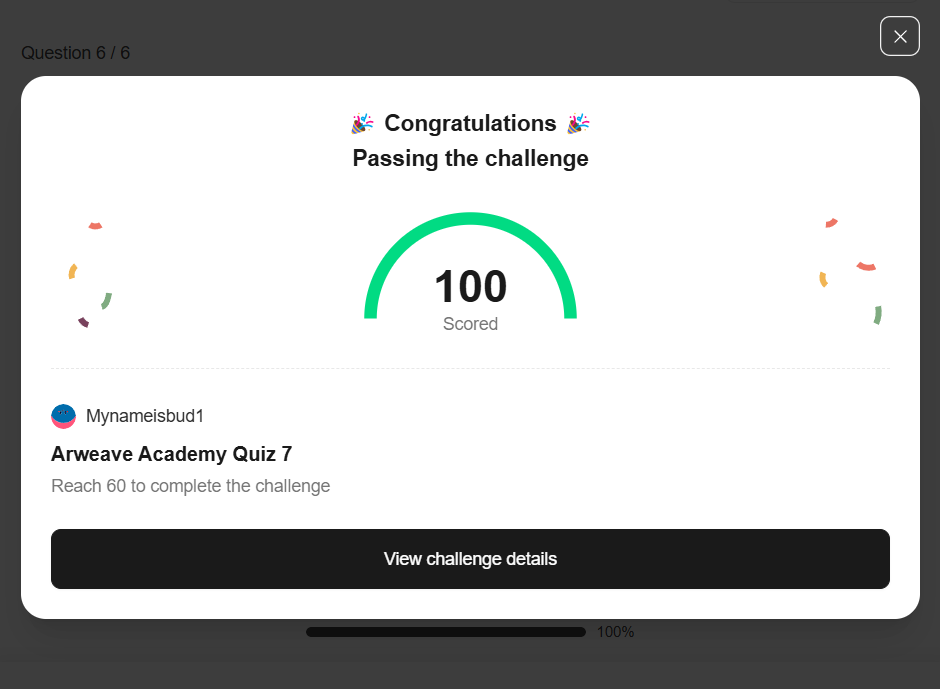 Question 6 / 6
🎉 Congratulations 🎉
Passing the challenge
100
Scored
Mynameisbud1
Arweave Academy Quiz 7
Reach 60 to complete the challenge
View challenge details
100%